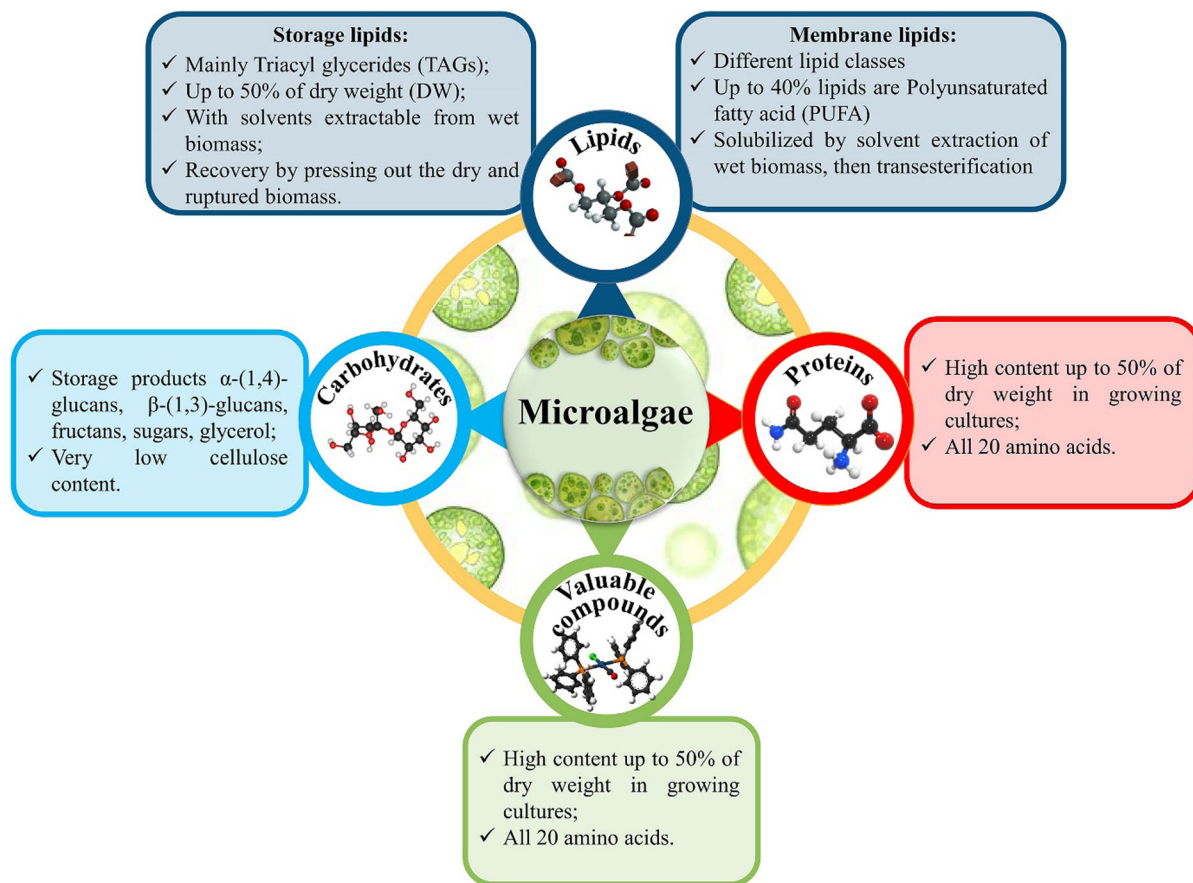 Storage lipids:
✓ Mainly Triacyl glycerides (TAGs);
✓ Up to 50% of dry weight (DW);
✓ With solvents extractable from wet
biomass;
✓ Recovery by pressing out the dry and
ruptured biomass.
Membrane lipids:
✓ Different lipid classes
✓ Up to 40% lipids are Polyunsaturated
fatty acid (PUFA)
✓ Solubilized by solvent extraction of
wet biomass, then transesterification
Lipids
✓ Storage products α-(1,4)-
glucans, β-(1,3)-glucans,
fructans, sugars, glycerol;
✓ Very low cellulose
content.
Carbohydrates
Microalgae
Proteins
✓ High content up to 50% of
dry weight in growing
cultures;
✓ All 20 amino acids.
Valuable
compounds
✓ High content up to 50% of
dry weight in growing
cultures;
✓ All 20 amino acids.